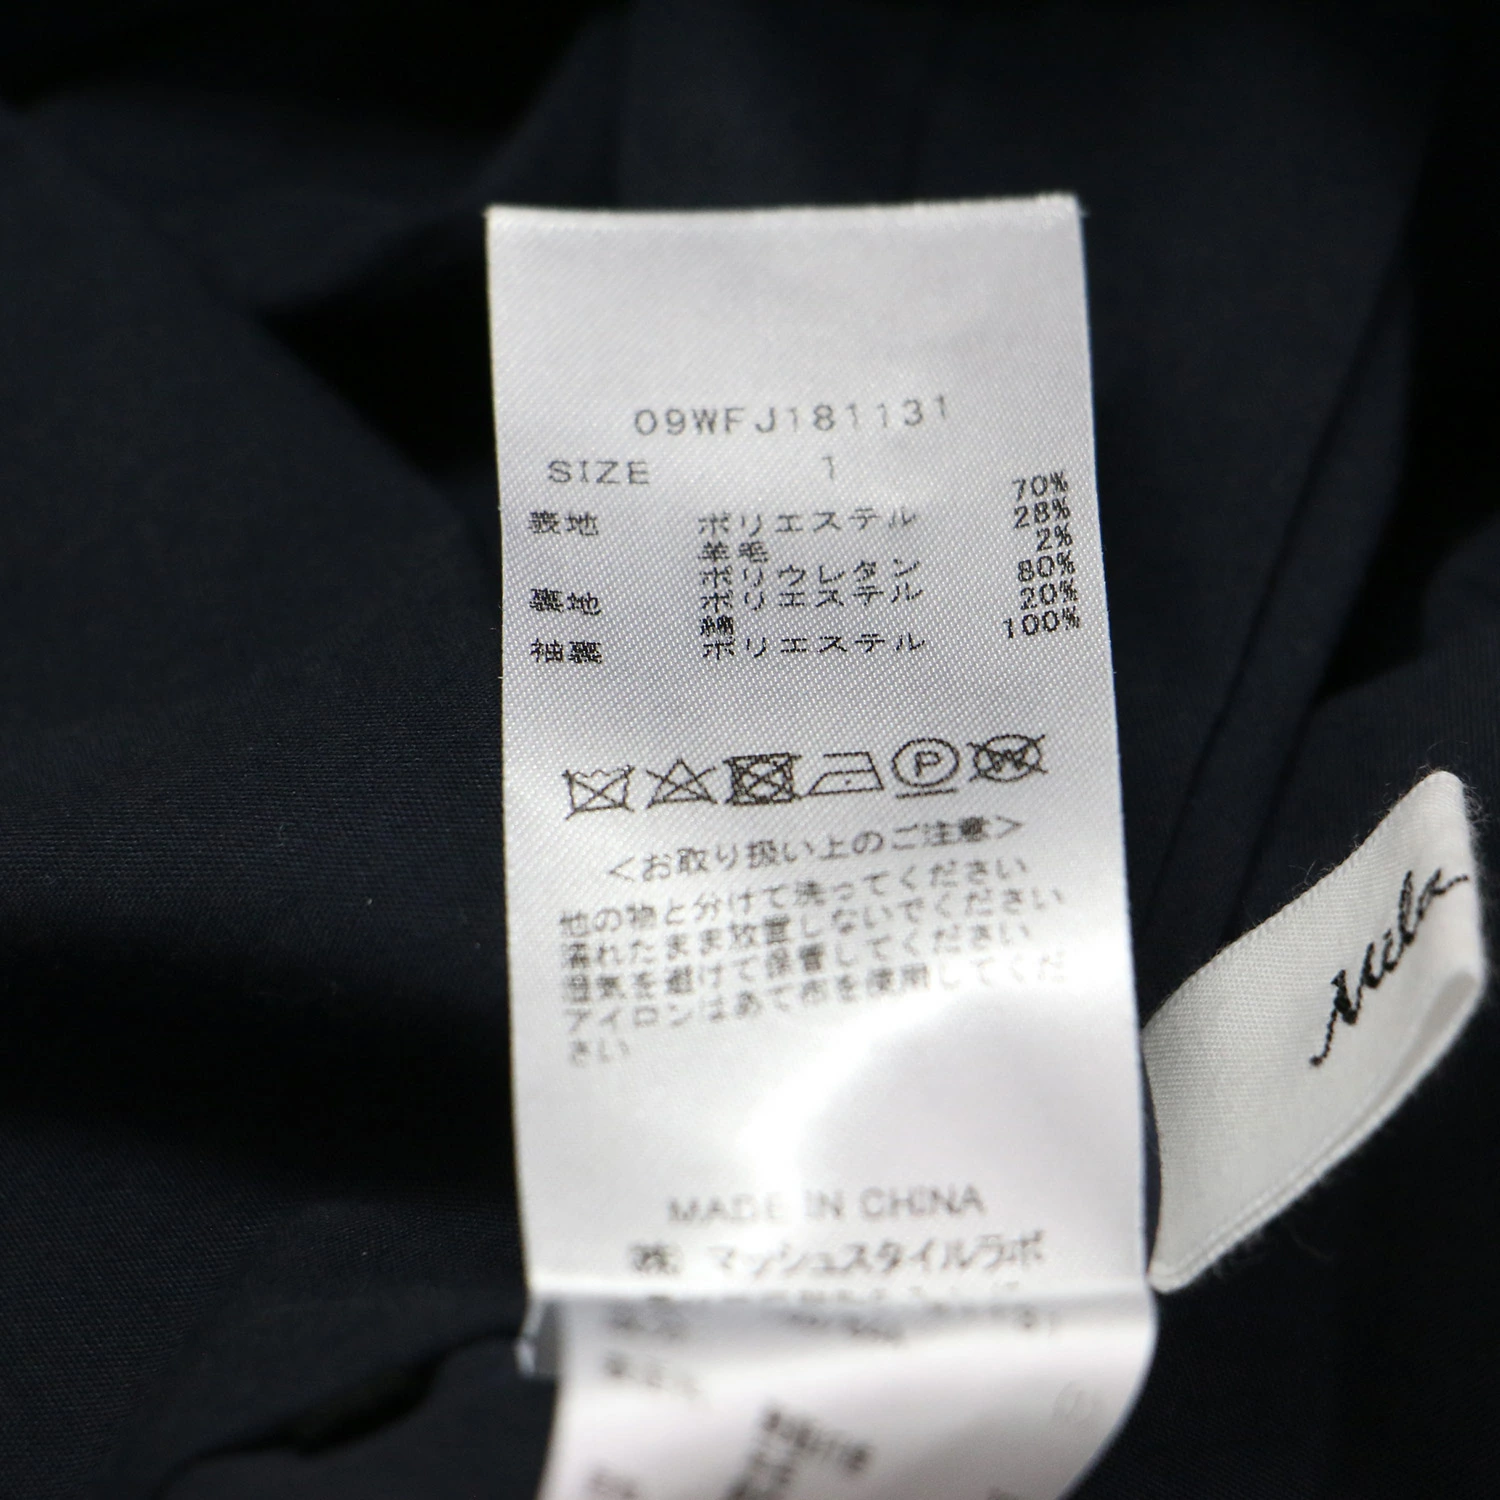 09WFJ181131
SIZE 1
表地 ポリエステル 70%
羊毛 28%
ポリウレタン 2%
裏地 ポリエステル 80%
綿 20%
袖裏 ポリエステル 100%
P W
<お取り扱い上のご注意>
他の物と分けて洗ってください
濡れたまま放置しないでください
湿気を避けて保管してください
アイロンはあて布を使用してくだ
さい
MADE IN CHINA
(株) マッシュスタイルラボ
Mila